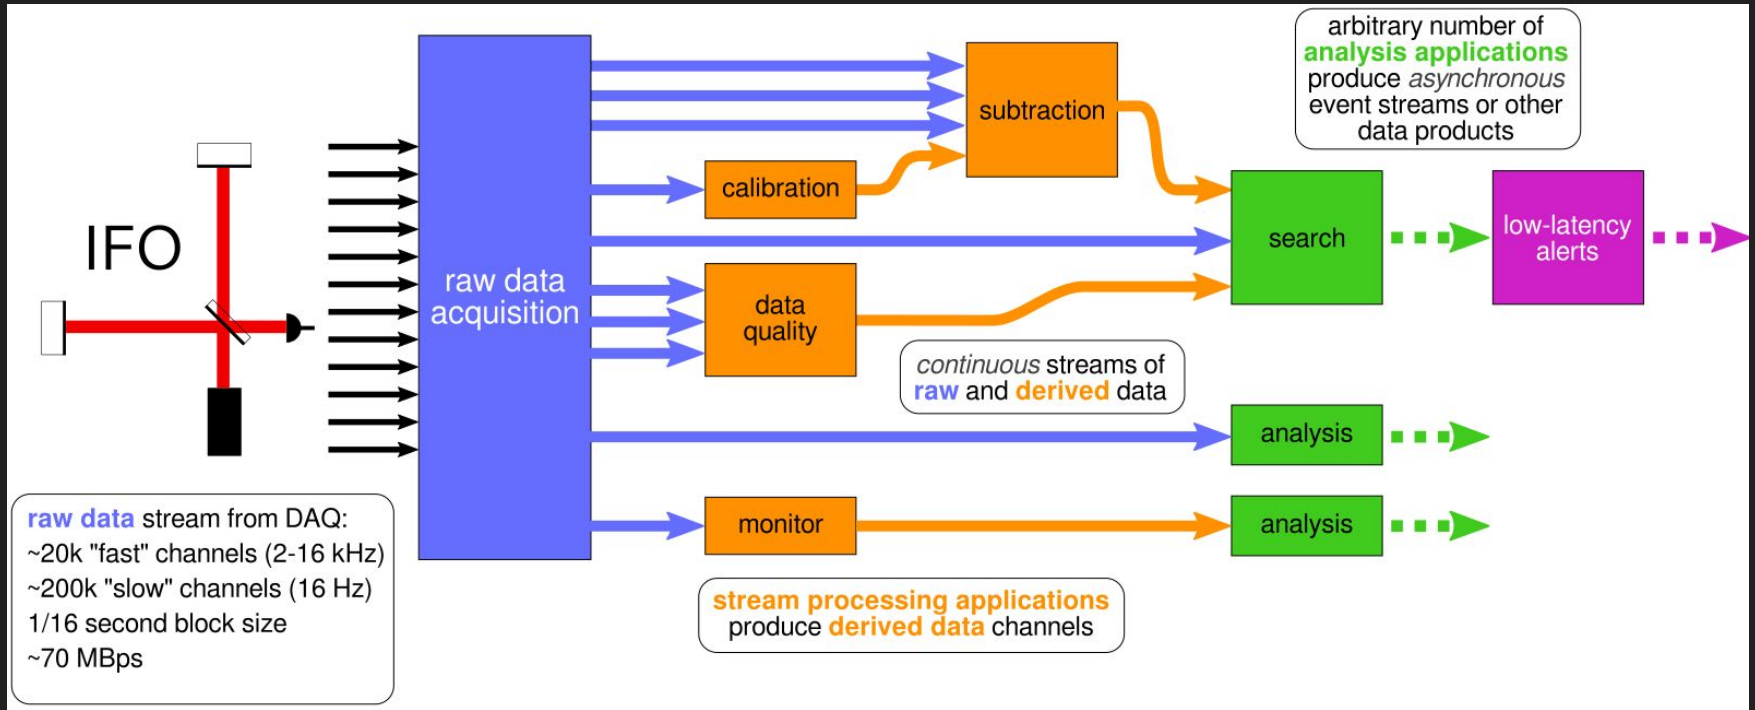 IFO
raw data stream from DAQ:
~20k "fast" channels (2-16 kHz)
~200k "slow" channels (16 Hz)
1/16 second block size
~70 MBps
raw data
acquisition
subtraction
calibration
data
quality
monitor
continuous streams of
raw and derived data
stream processing applications
produce derived data channels
arbitrary number of
analysis applications
produce asynchronous
event streams or other
data products
search
low-latency
alerts
analysis
analysis